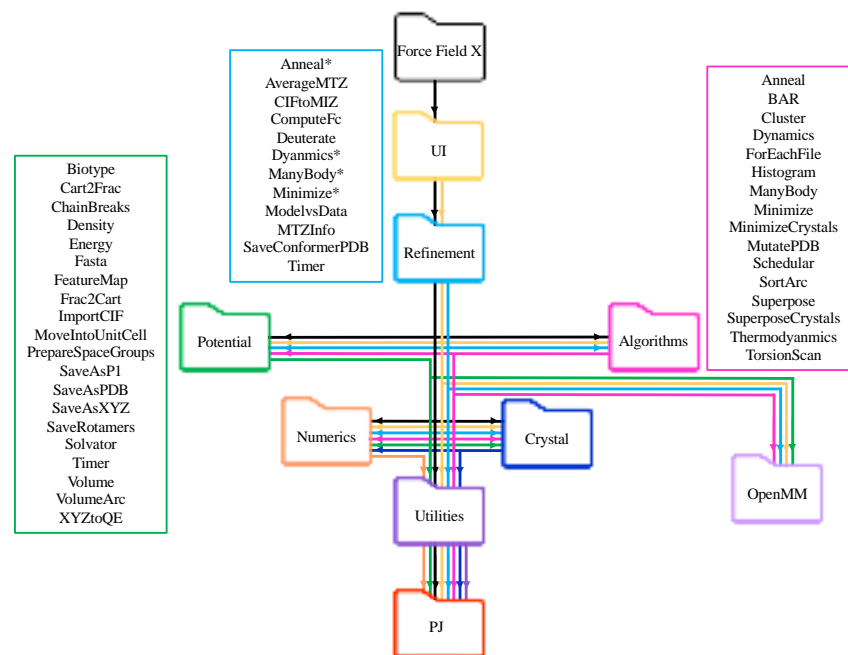 Force Field X
UI
Refinement
Anneal*
AverageMTZ
CIFtoMIZ
ComputeFc
Deuterate
Dyanmics*
ManyBody*
Minimize*
ModelvsData
MTZInfo
SaveConformerPDB
Timer
Anneal
BAR
Cluster
Dynamics
ForEachFile
Histogram
ManyBody
Minimize
MinimizeCrystals
MutatePDB
Schedular
SortArc
Superpose
SuperposeCrystals
Thermodyanmics
TorsionScan
Biotype
Cart2Frac
ChainBreaks
Density
Energy
Fasta
FeatureMap
Frac2Cart
ImportCIF
MoveIntoUnitCell
PrepareSpaceGroups
SaveAsP1
SaveAsPDB
SaveAsXYZ
SaveRotamers
Solvator
Timer
Volume
VolumeArc
XYZtoQE
Potential
Algorithms
Numerics
Crystal
OpenMM
Utilities
PJ